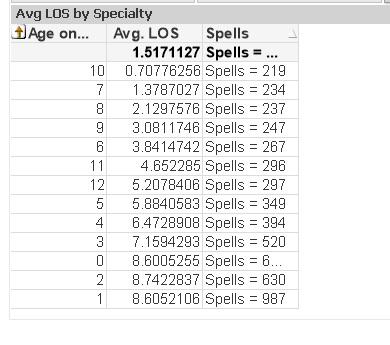 Avg LOS by Specialty
Age on... Avg. LOS Spells
1.5171127 Spells = ...
10 0.70776256 Spells = 219
7 1.3787027 Spells = 234
8 2.1297576 Spells = 237
9 3.0811746 Spells = 247
6 3.8414742 Spells = 267
11 4.652285 Spells = 296
12 5.2078406 Spells = 297
5 5.8840583 Spells = 349
4 6.4728908 Spells = 394
3 7.1594293 Spells = 520
0 8.6005255 Spells = 6...
2 8.7422837 Spells = 630
1 8.6052106 Spells = 987